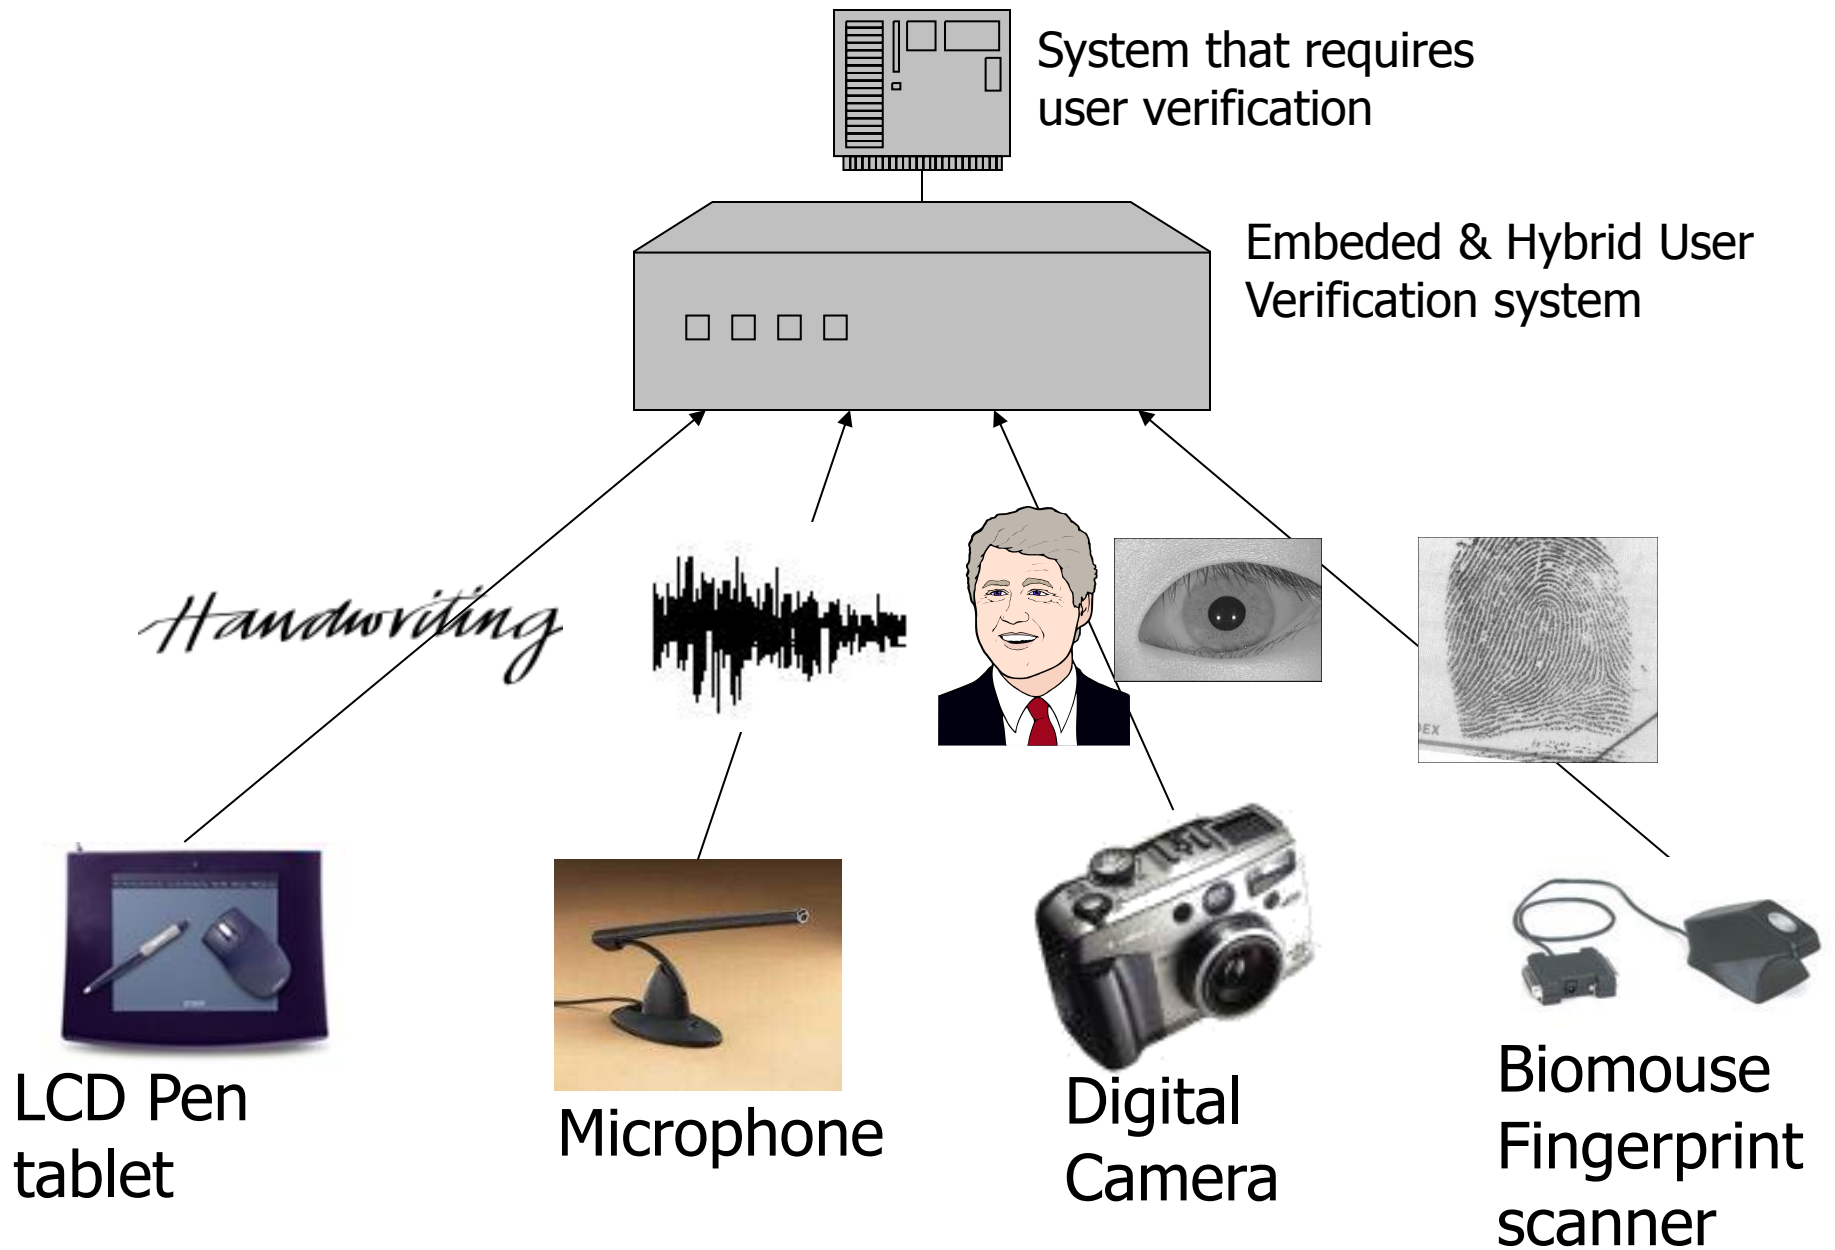 System that requires
user verification
Embeded & Hybrid User
Verification system
Handwriting
DEX
LCD Pen
tablet
Microphone
Digital
Camera
Biomouse
Fingerprint
scanner